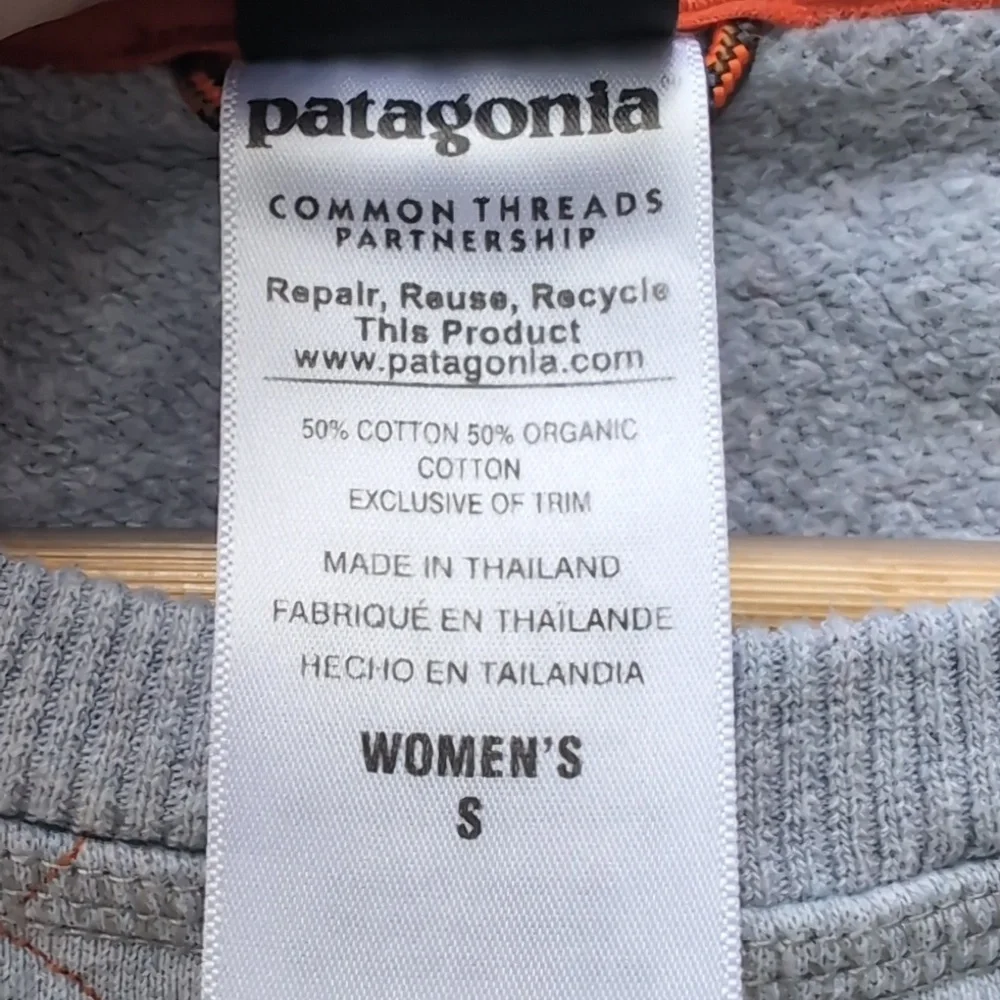 patagonia®
COMMON THREADS
PARTNERSHIP
Repair, Reuse, Recycle
This Product
www.patagonia.com
50% COTTON 50% ORGANIC
COTTON
EXCLUSIVE OF TRIM
MADE IN THAILAND
FABRIQUÉ EN THAÏLANDE
HECHO EN TAILANDIA
WOMEN'S
S